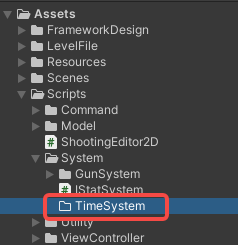 Assets
FrameworkDesign
LevelFile
Resources
Scenes
Scripts
Command
Model
ShootingEditor2D
System
GunSystem
IStatSystem
TimeSystem
Utility
ViewController